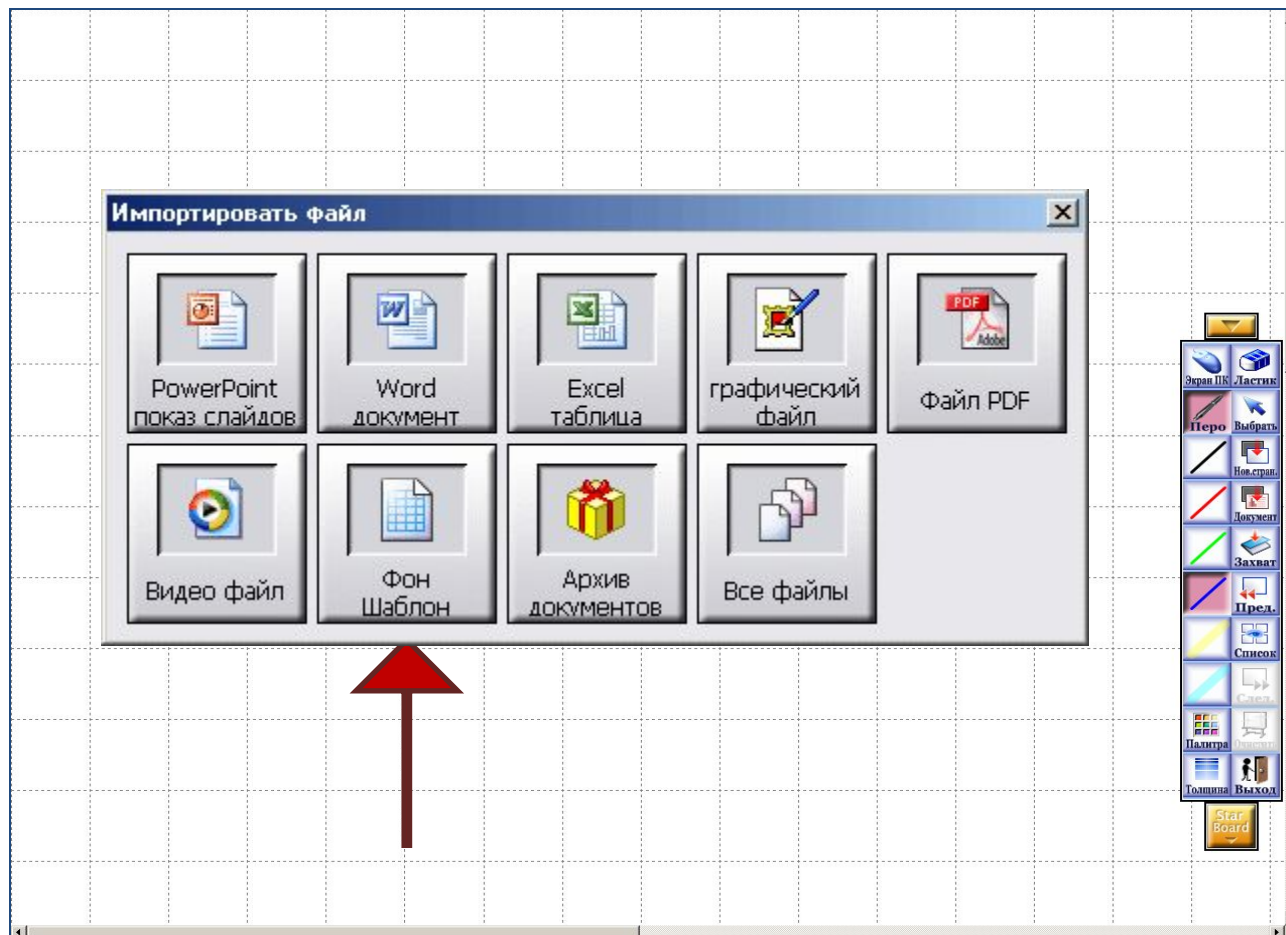 Импортировать файл
PowerPoint
показ слайдов
Word
документ
Excel
таблица
графический
файл
PDF
Adobe
Файл PDF
Видео файл
Фон
Шаблон
Архив
документов
Все файлы
Экран ПК Ластик
Перо Выбрать
Нов.стран.
Документ
Захват
Пред.
Список
След.
Палитра
Толщина Выход
Star
Board